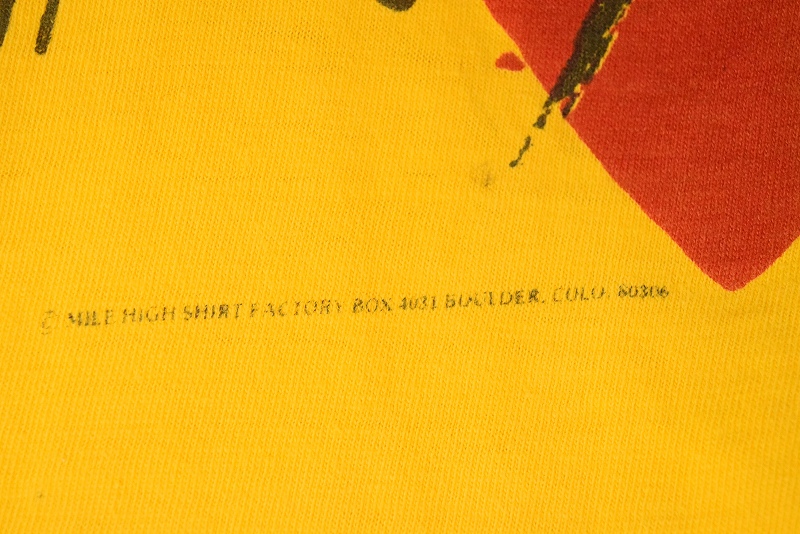 © MILE HIGH SHIRT FACTORY BOX 4031 BOULDER, COLO. 80306